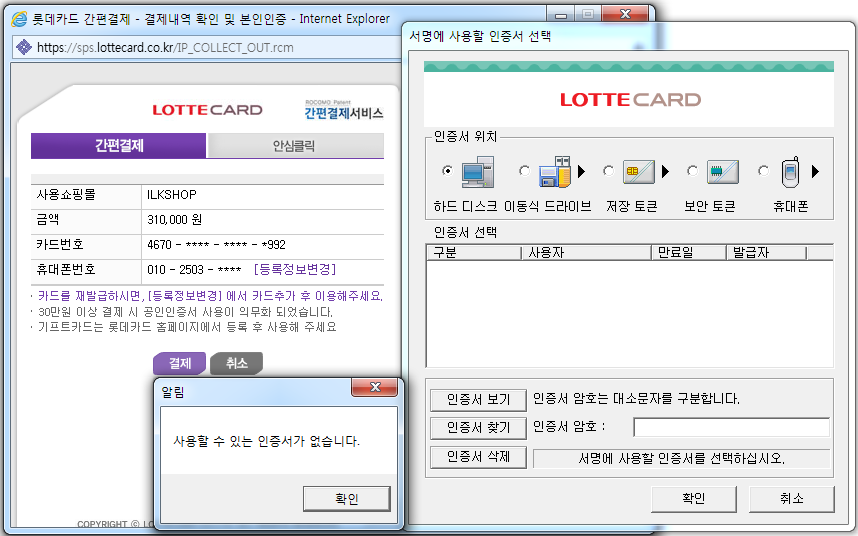 롯데카드 간편결제 - 결제내역 확인 및 본인인증 - Internet Explorer
https://sps.lottecard.co.kr/IP_COLLECT_OUT.rcm
LOTTE CARD
ROCOMO Patent
간편결제서비스
간편결제
안심클릭
사용쇼핑몰 ILKSHOP
금액 310,000 원
카드번호 4670 - **** - **** - *992
휴대폰번호 010 - 2503 - **** [등록정보변경]
· 카드를 재발급하시면, [등록정보변경] 에서 카드추가 후 이용해주세요.
· 30만원 이상 결제 시 공인인증서 사용이 의무화 되었습니다.
· 기프트카드는 롯데카드 홈페이지에서 등록 후 사용해 주세요
결제 취소
COPYRIGHT ⓒ LO
알림
사용할 수 있는 인증서가 없습니다.
확인
서명에 사용할 인증서 선택
LOTTE CARD
인증서 위치
하드 디스크 이동식 드라이브 저장 토큰 보안 토큰 휴대폰
인증서 선택
구분 사용자 만료일 발급자
인증서 보기 인증서 암호는 대소문자를 구분합니다.
인증서 찾기 인증서 암호 :
인증서 삭제 서명에 사용할 인증서를 선택하십시오.
확인 취소